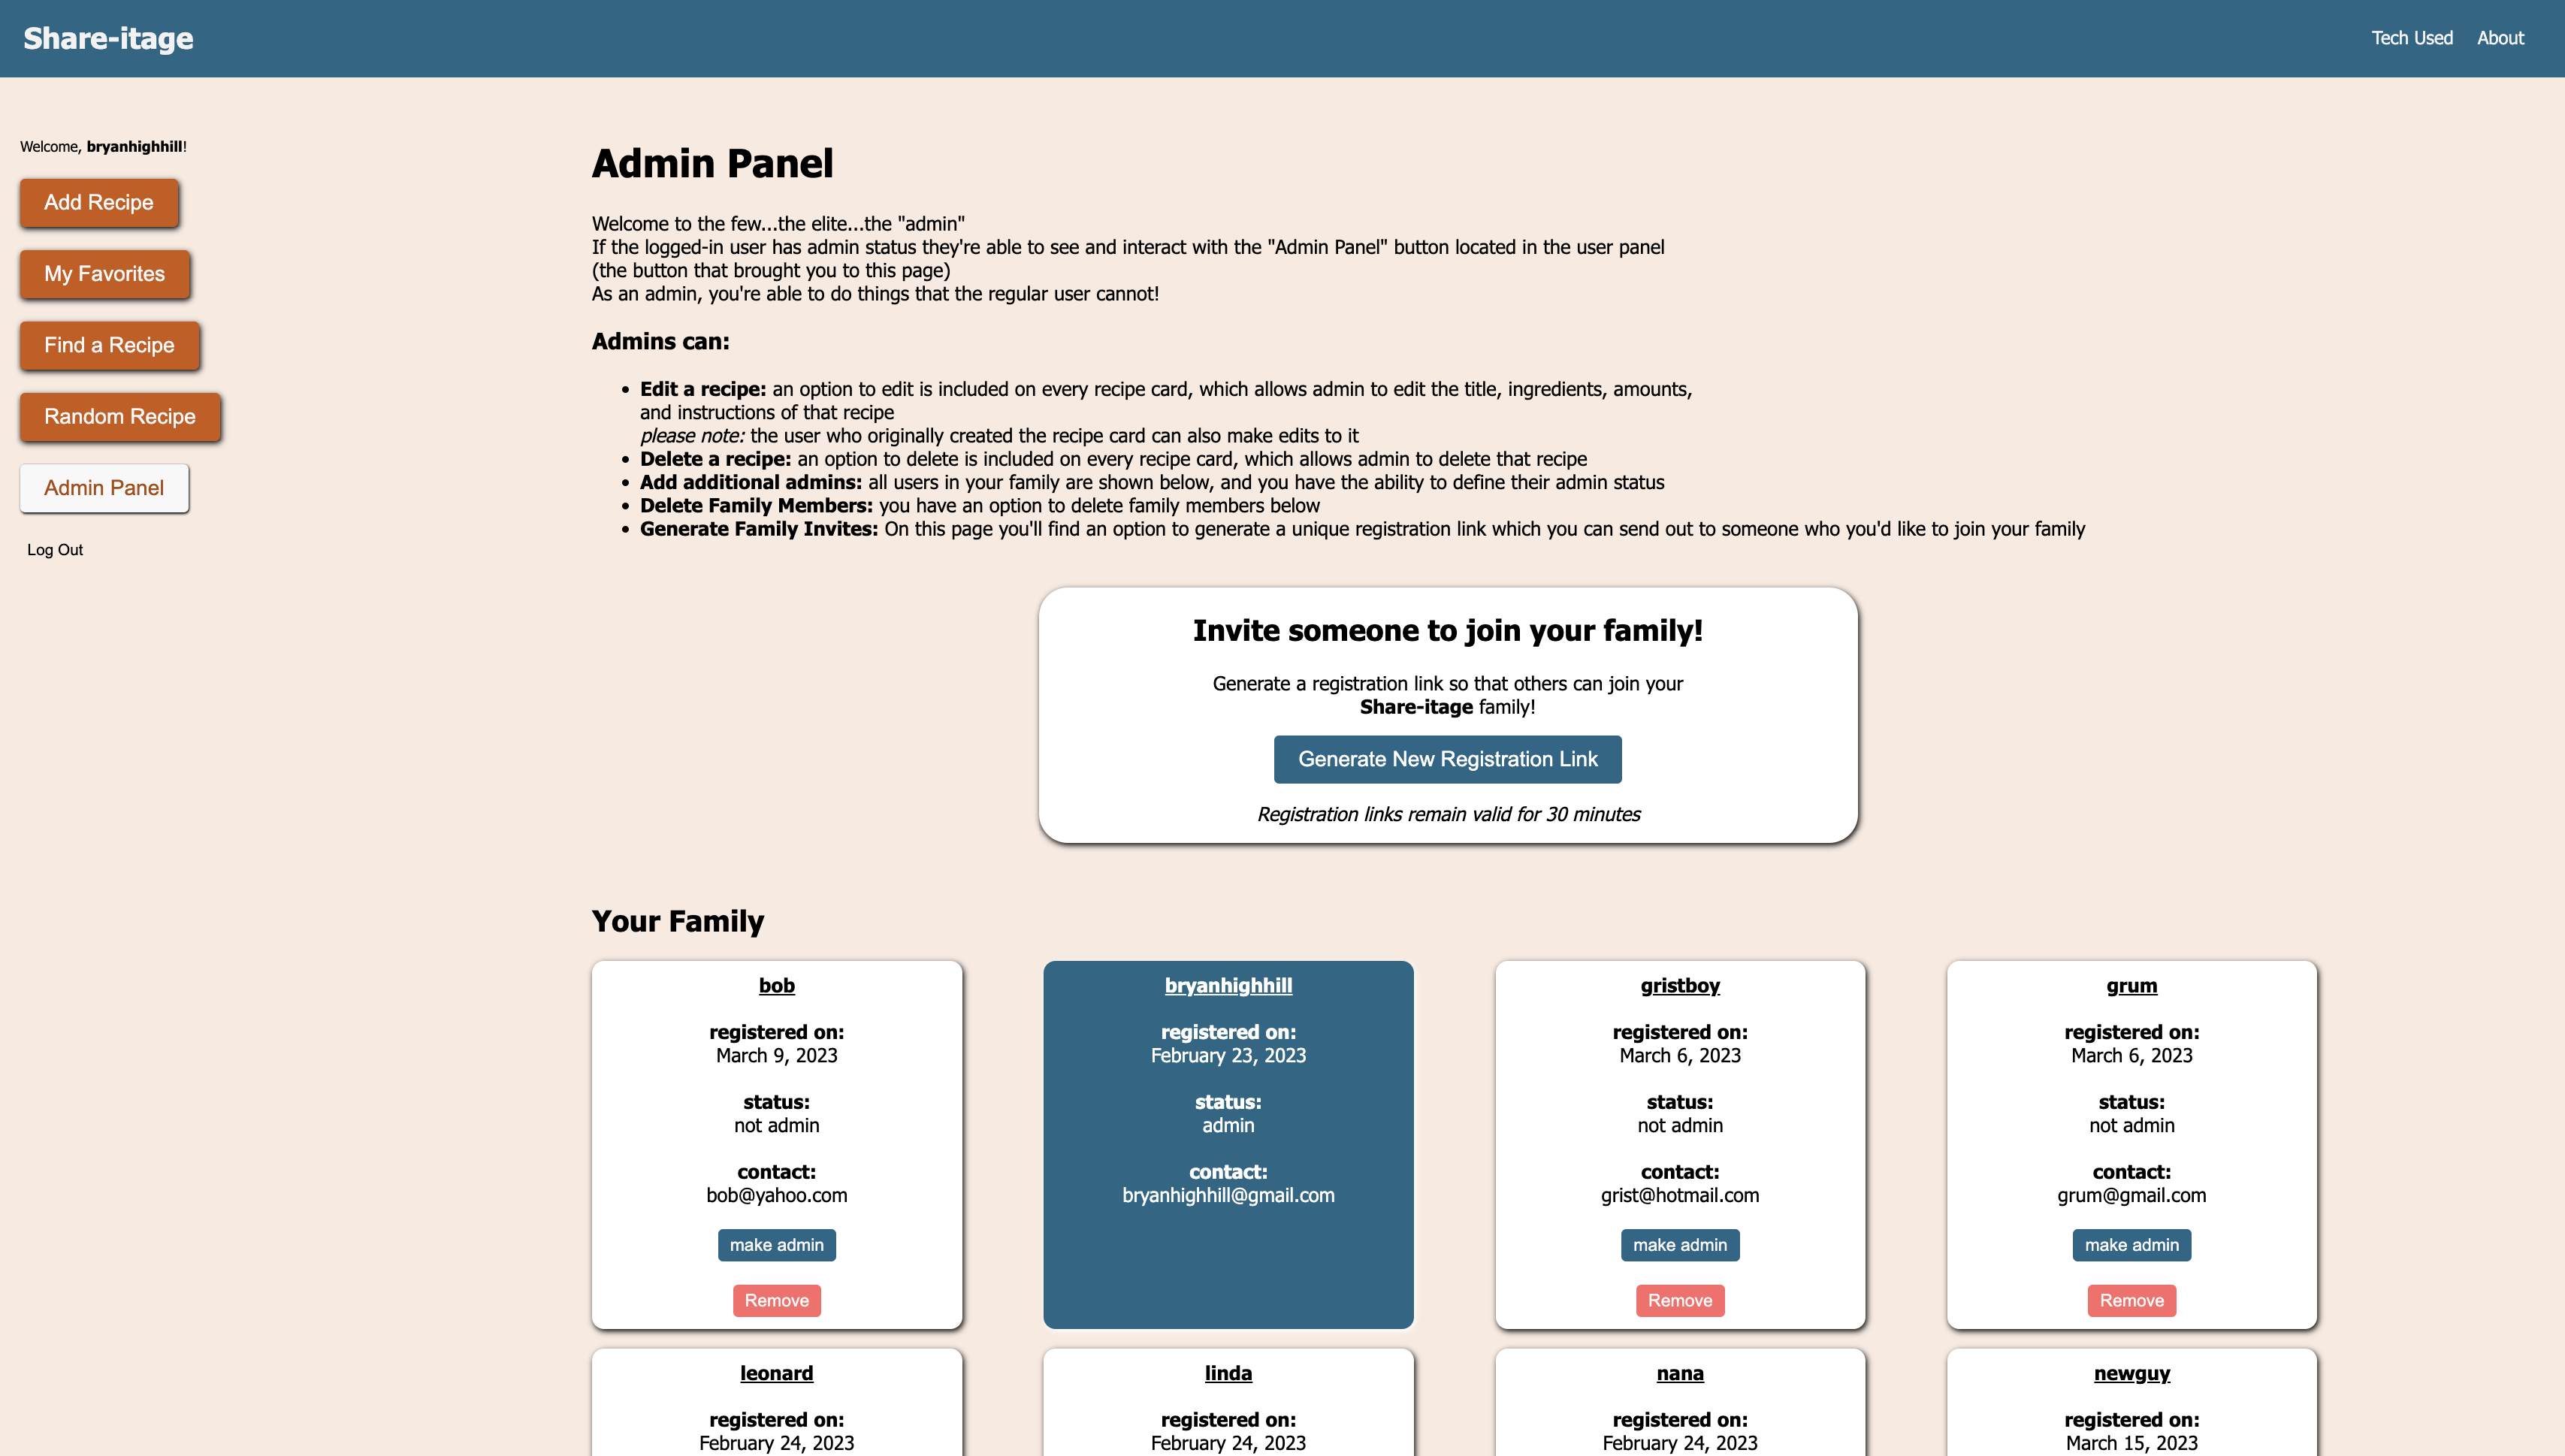 Share-itage
Tech Used
About
Welcome, bryanhighhill!
Add Recipe
My Favorites
Find a Recipe
Random Recipe
Admin Panel
Log Out
Admin Panel
Welcome to the few...the elite...the "admin"
If the logged-in user has admin status they're able to see and interact with the "Admin Panel" button located in the user panel
(the button that brought you to this page)
As an admin, you're able to do things that the regular user cannot!
Admins can:
• Edit a recipe: an option to edit is included on every recipe card, which allows admin to edit the title, ingredients, amounts,
and instructions of that recipe
please note: the user who originally created the recipe card can also make edits to it
• Delete a recipe: an option to delete is included on every recipe card, which allows admin to delete that recipe
• Add additional admins: all users in your family are shown below, and you have the ability to define their admin status
• Delete Family Members: you have an option to delete family members below
• Generate Family Invites: On this page you'll find an option to generate a unique registration link which you can send out to someone who you'd like to join your family
Invite someone to join your family!
Generate a registration link so that others can join your
Share-itage family!
Generate New Registration Link
Registration links remain valid for 30 minutes
Your Family
bob
registered on:
March 9, 2023
status:
not admin
contact:
bob@yahoo.com
make admin
Remove
bryanhighhill
registered on:
February 23, 2023
status:
admin
contact:
bryanhighhill@gmail.com
gristboy
registered on:
March 6, 2023
status:
not admin
contact:
grist@hotmail.com
make admin
Remove
grum
registered on:
March 6, 2023
status:
not admin
contact:
grum@gmail.com
make admin
Remove
leonard
registered on:
February 24, 2023
linda
registered on:
February 24, 2023
nana
registered on:
February 24, 2023
newguy
registered on:
March 15, 2023